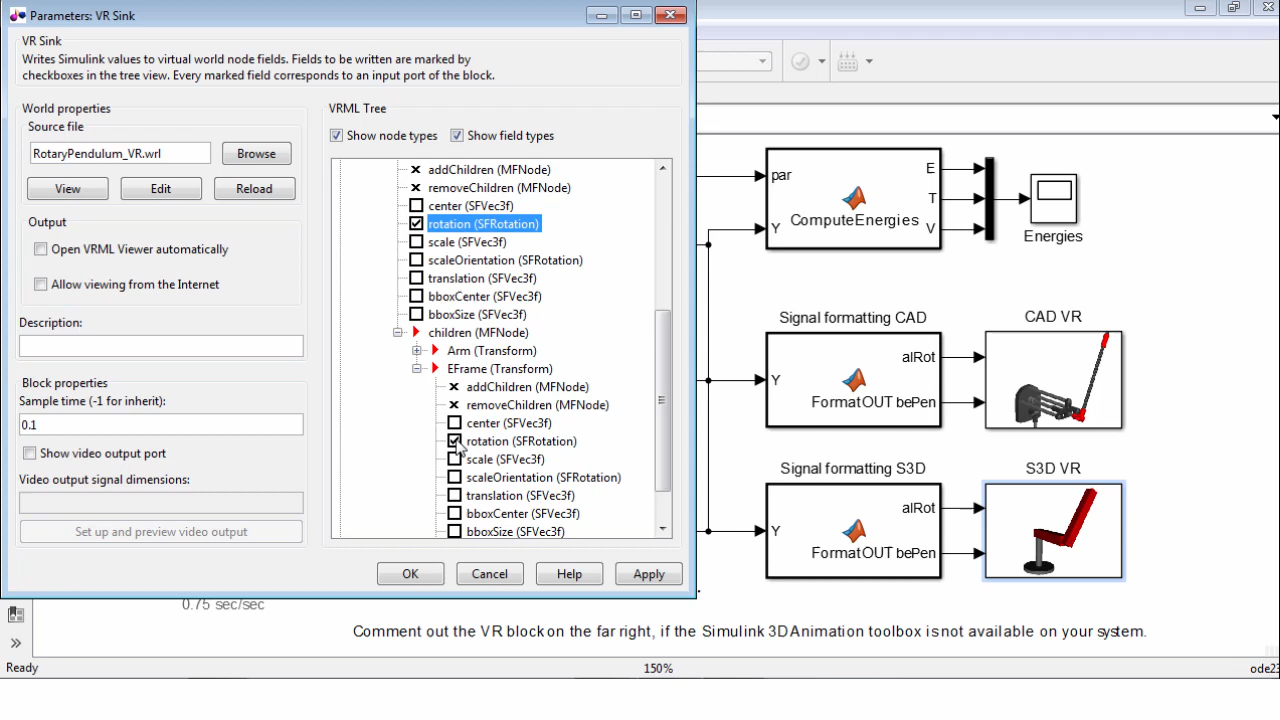 Parameters: VR Sink
VR Sink
Writes Simulink values to virtual world node fields. Fields to be written are marked by
checkboxes in the tree view. Every marked field corresponds to an input port of the block.
World properties
Source file
RotaryPendulum_VR.wrl
Browse
View
Edit
Reload
Output
Open VRML Viewer automatically
Allow viewing from the Internet
Description:
Block properties
Sample time (-1 for inherit):
0.1
Show video output port
Video output signal dimensions:
Set up and preview video output
VRML Tree
Show node types
Show field types
addChildren (MFNode)
removeChildren (MFNode)
center (SFVec3f)
rotation (SFRotation)
scale (SFVec3f)
scaleOrientation (SFRotation)
translation (SFVec3f)
bboxCenter (SFVec3f)
bboxSize (SFVec3f)
children (MFNode)
Arm (Transform)
EFrame (Transform)
addChildren (MFNode)
removeChildren (MFNode)
center (SFVec3f)
rotation (SFRotation)
scale (SFVec3f)
scaleOrientation (SFRotation)
translation (SFVec3f)
bboxCenter (SFVec3f)
bboxSize (SFVec3f)
OK
Cancel
Help
Apply
par
Y
ComputeEnergies
E
T
V
Energies
Signal formatting CAD
CAD VR
Y
alRot
FormatOUT bePen
Signal formatting S3D
S3D VR
Y
alRot
FormatOUT bePen
0.75 sec/sec
Comment out the VR block on the far right, if the Simulink 3D Animation toolbox is not available on your system.
Ready
150%
ode23